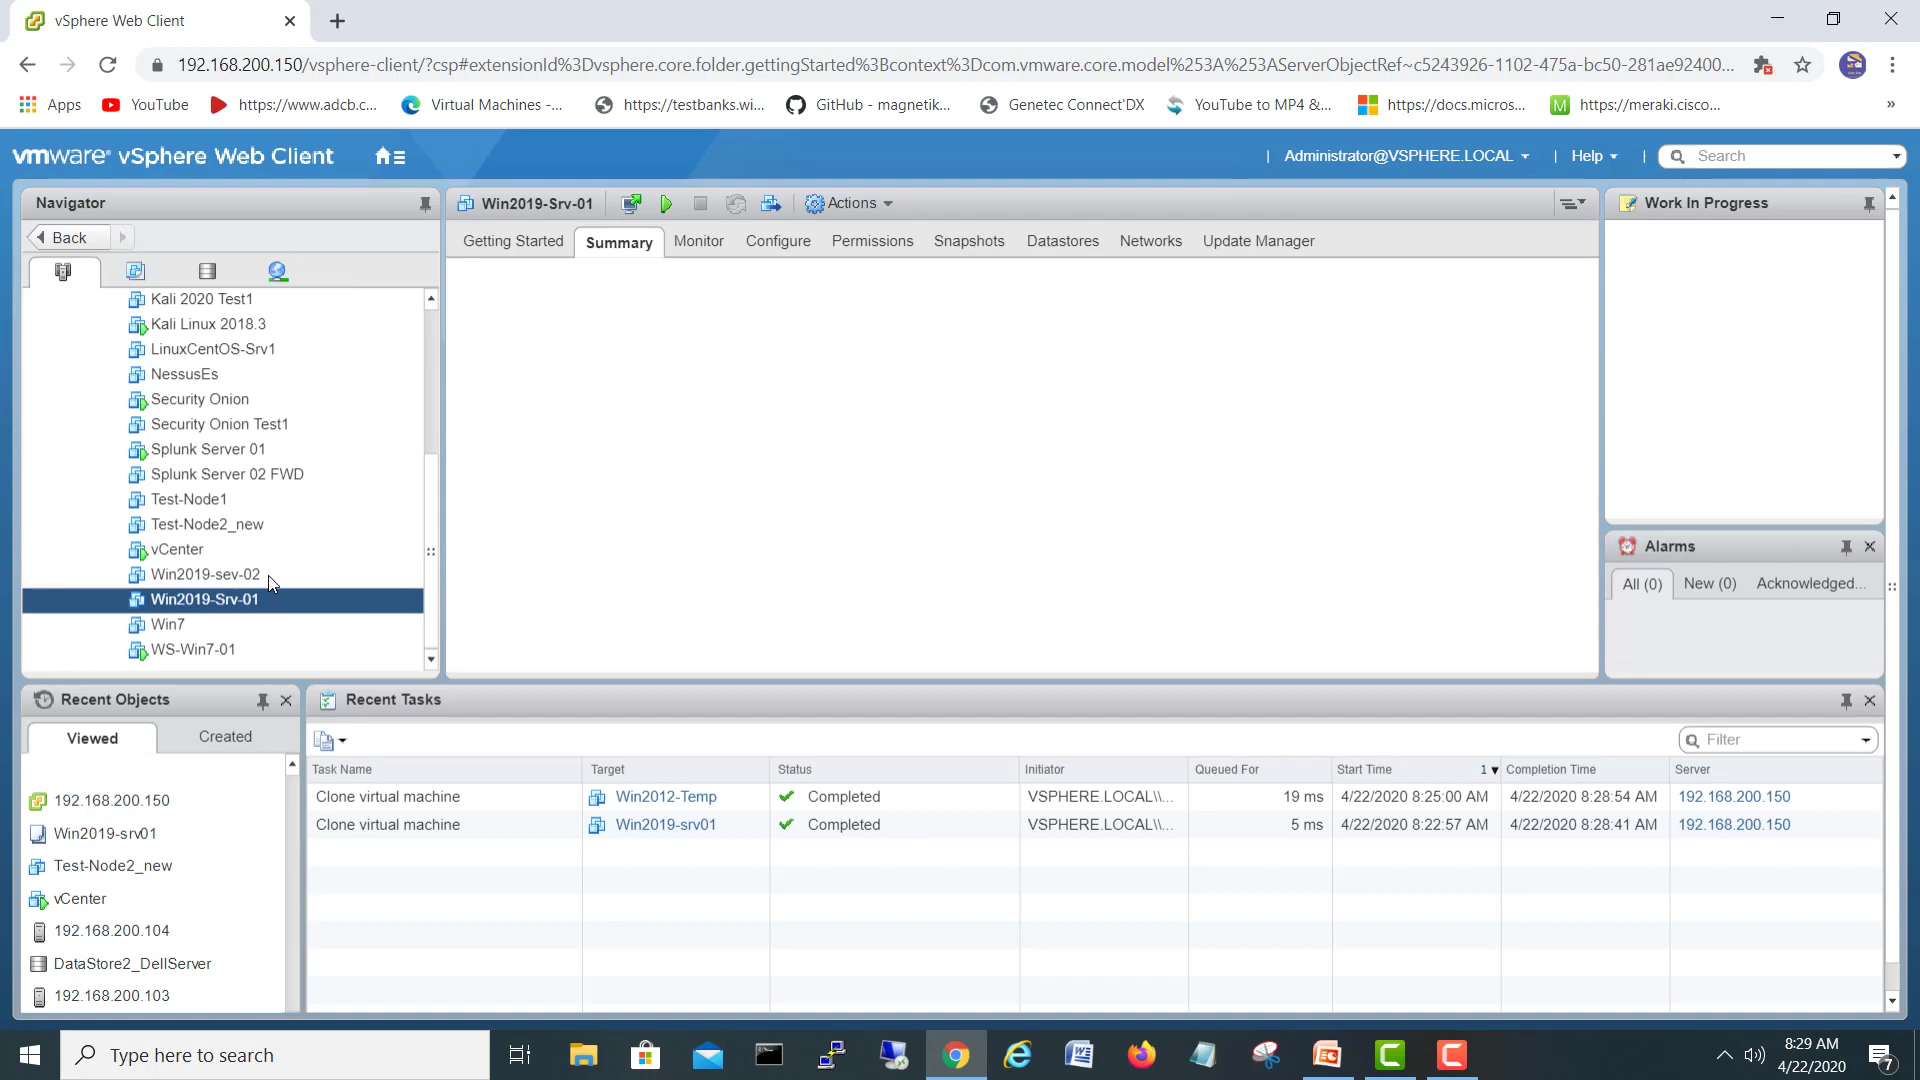 vSphere Web Client
192.168.200.150/vsphere-client/?csp#extensionId%3Dvsphere.core.folder.gettingStarted%3Bcontext%3Dcom.vmware.core.model%253A%253AServerObjectRef~c5243926-1102-475a-bc50-281ae92400...
Apps YouTube https://www.adcb.c... Virtual Machines -... https://testbanks.wi... GitHub - magnetik... Genetec Connect'DX YouTube to MP4 &... https://docs.micros... https://meraki.cisco... »
vmware® vSphere Web Client Administrator@VSPHERE.LOCAL Help Search
Navigator
Back
Kali 2020 Test1
Kali Linux 2018.3
LinuxCentOS-Srv1
NessusEs
Security Onion
Security Onion Test1
Splunk Server 01
Splunk Server 02 FWD
Test-Node1
Test-Node2_new
vCenter
Win2019-sev-02
Win2019-Srv-01
Win7
WS-Win7-01
Win2019-Srv-01 Actions
Getting Started Summary Monitor Configure Permissions Snapshots Datastores Networks Update Manager
Work In Progress
Alarms
All (0) New (0) Acknowledged...
Recent Objects
Viewed Created
192.168.200.150
Win2019-srv01
Test-Node2_new
vCenter
192.168.200.104
DataStore2_DellServer
192.168.200.103
Recent Tasks
Filter
Task Name Target Status Initiator Queued For Start Time 1 ▼ Completion Time Server
Clone virtual machine Win2012-Temp Completed VSPHERE.LOCAL\\... 19 ms 4/22/2020 8:25:00 AM 4/22/2020 8:28:54 AM 192.168.200.150
Clone virtual machine Win2019-srv01 Completed VSPHERE.LOCAL\\... 5 ms 4/22/2020 8:22:57 AM 4/22/2020 8:28:41 AM 192.168.200.150
Type here to search
8:29 AM
4/22/2020
7